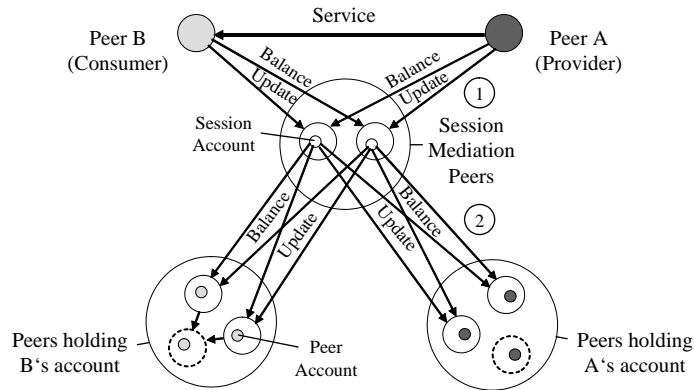 Service
Peer B
(Consumer)
Peer A
(Provider)
Balance
Update
Balance
Update
1
Session
Account
Session
Mediation
Peers
Balance
Update
Balance
Update
2
Peers holding
B‘s account
Peer
Account
Peers holding
A‘s account